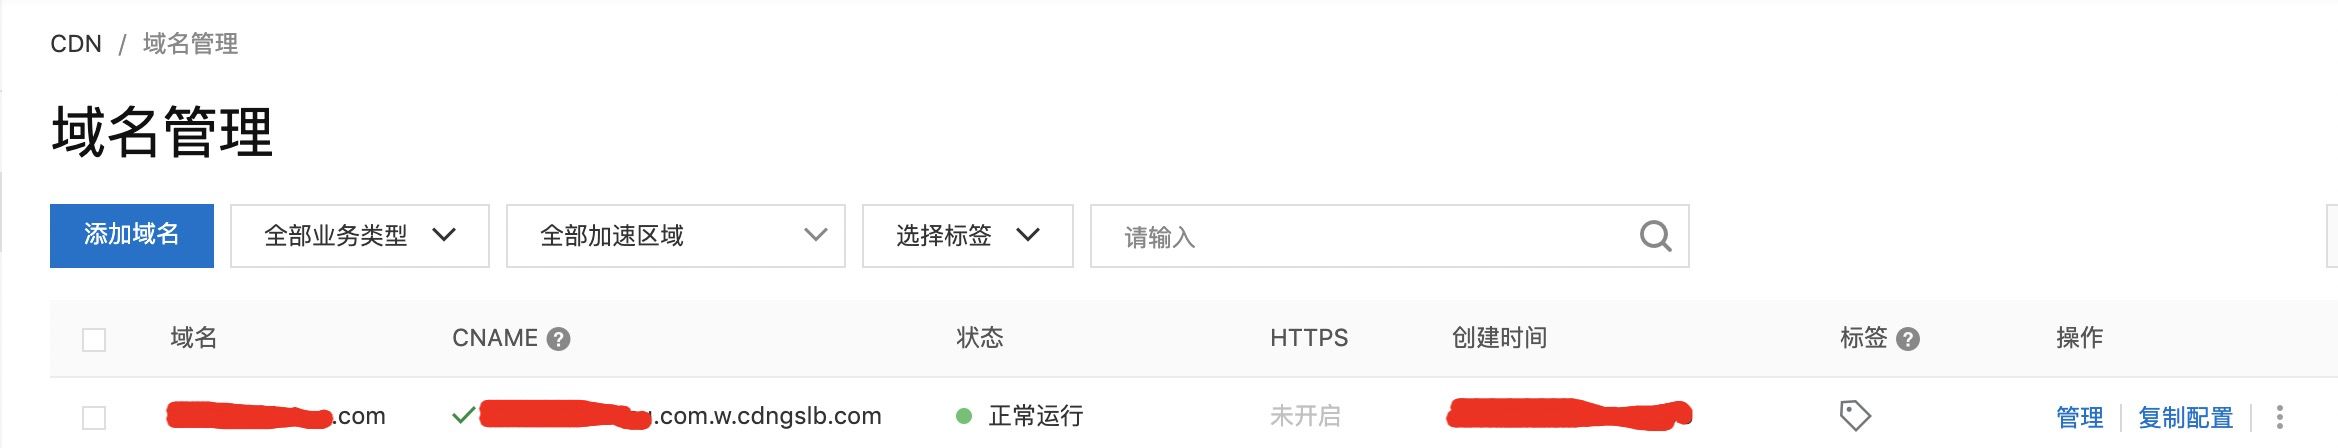 CDN / 域名管理
域名管理
添加域名 全部业务类型 全部加速区域 选择标签 请输入
域名 CNAME ? 状态 HTTPS 创建时间 标签 ? 操作
.com .com.w.cdngslb.com 正常运行 未开启 管理 复制配置